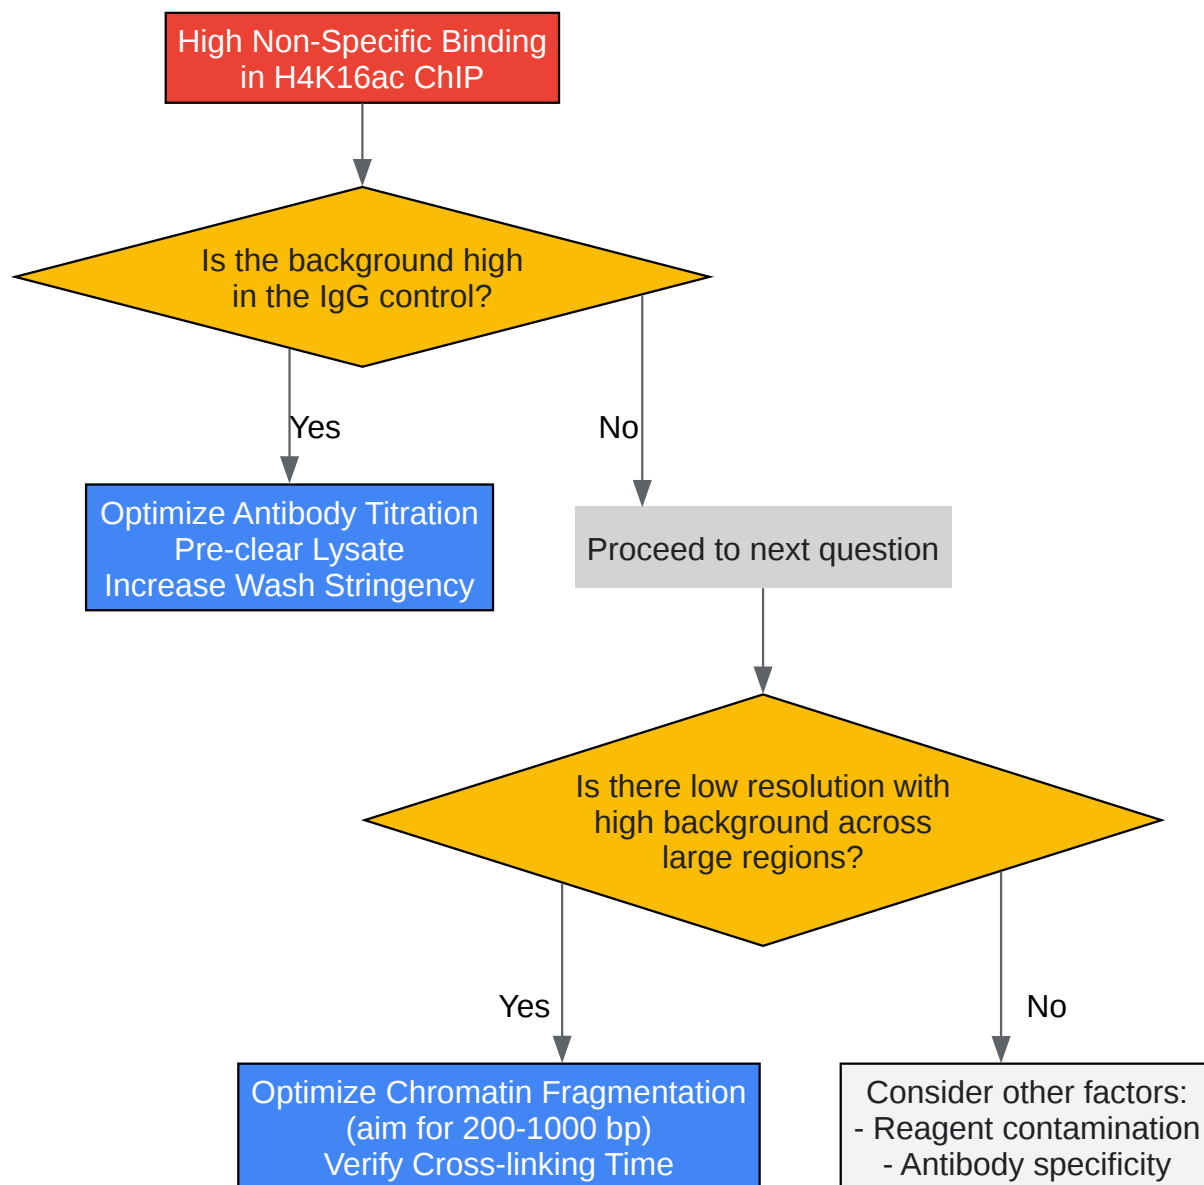 High Non-Specific Binding
in H4K16ac ChIP
Is the background high
in the IgG control?
Yes
No
Optimize Antibody Titration
Pre-clear Lysate
Increase Wash Stringency
Proceed to next question
Is there low resolution with
high background across
large regions?
Yes
No
Optimize Chromatin Fragmentation
(aim for 200-1000 bp)
Verify Cross-linking Time
Consider other factors:
- Reagent contamination
- Antibody specificity